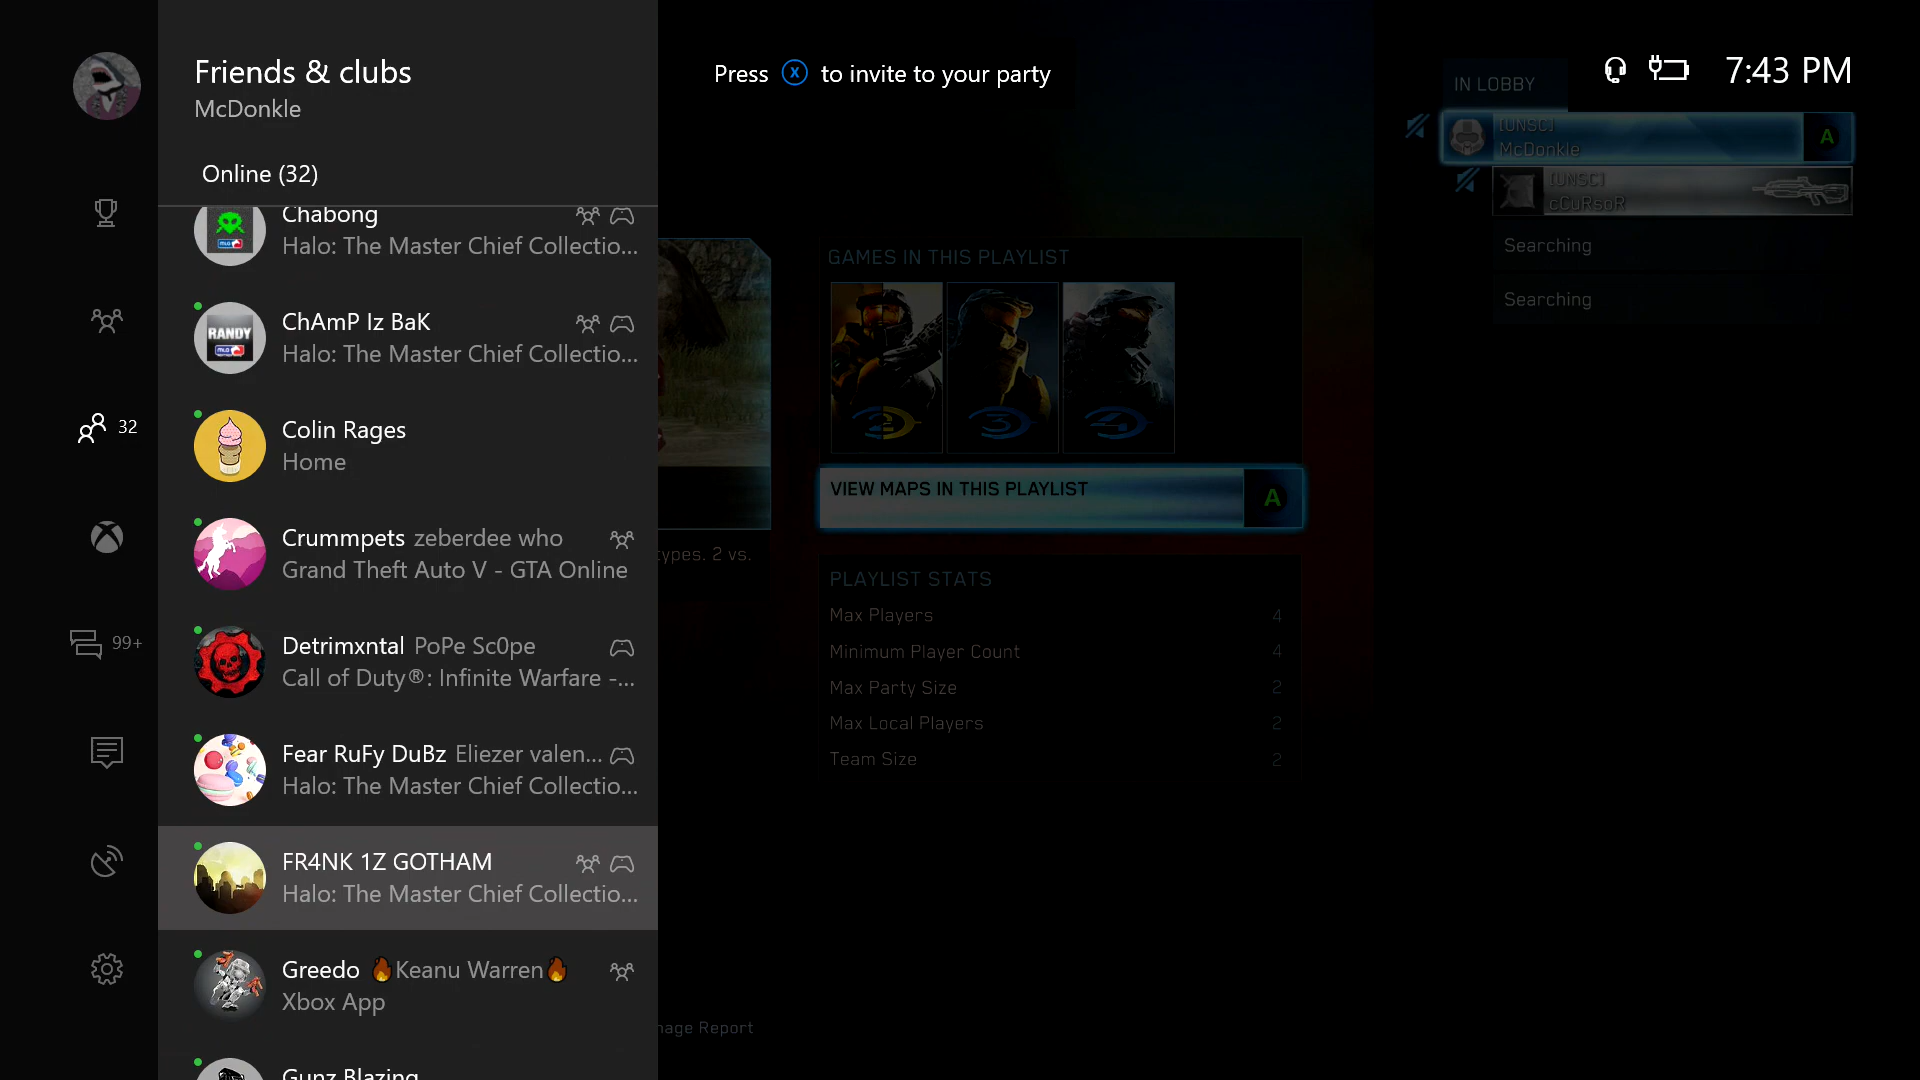 Friends & clubs
McDonkle
Online (32)
Chabong
Halo: The Master Chief Collectio...
RANDY
ChAmP Iz BaK
Halo: The Master Chief Collectio...
32
Colin Rages
Home
Crummpets zeberdee who
Grand Theft Auto V - GTA Online
99+
Detrimxntal PoPe Sc0pe
Call of Duty®: Infinite Warfare -...
Fear RuFy DuBz Eliezer valen...
Halo: The Master Chief Collectio...
FR4NK 1Z GOTHAM
Halo: The Master Chief Collectio...
Greedo 🔥Keanu Warren🔥
Xbox App
Gunz Blazing
Press X to invite to your party
7:43 PM
IN LOBBY
[UNSC]
McDonkle
A
[UNSC]
cCuRsoR
Searching
Searching
GAMES IN THIS PLAYLIST
2 3 4
VIEW MAPS IN THIS PLAYLIST
A
types. 2 vs.
PLAYLIST STATS
Max Players 4
Minimum Player Count 4
Max Party Size 2
Max Local Players 2
Team Size 2
nage Report